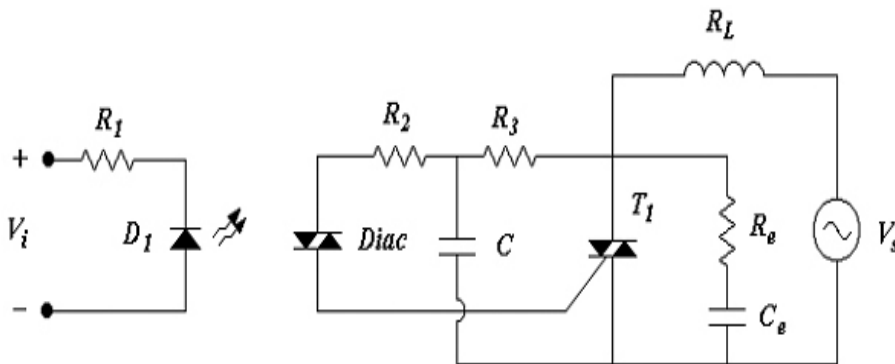 R_L
R_1
R_2
R_3
+
V_i
D_1
Diac
C
T_1
R_e
V_s
–
C_e